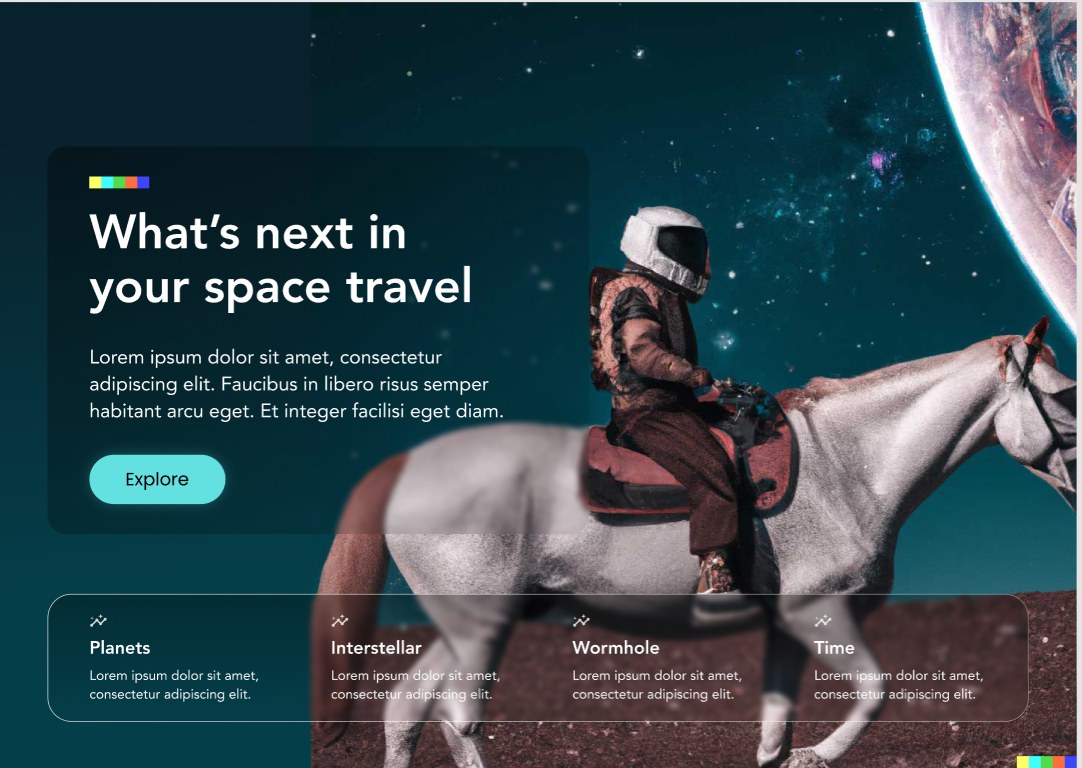 What’s next in
your space travel
Lorem ipsum dolor sit amet, consectetur
adipiscing elit. Faucibus in libero risus semper
habitant arcu eget. Et integer facilisi eget diam.
Explore
Planets
Lorem ipsum dolor sit amet,
consectetur adipiscing elit.
Interstellar
Lorem ipsum dolor sit amet,
consectetur adipiscing elit.
Wormhole
Lorem ipsum dolor sit amet,
consectetur adipiscing elit.
Time
Lorem ipsum dolor sit amet,
consectetur adipiscing elit.